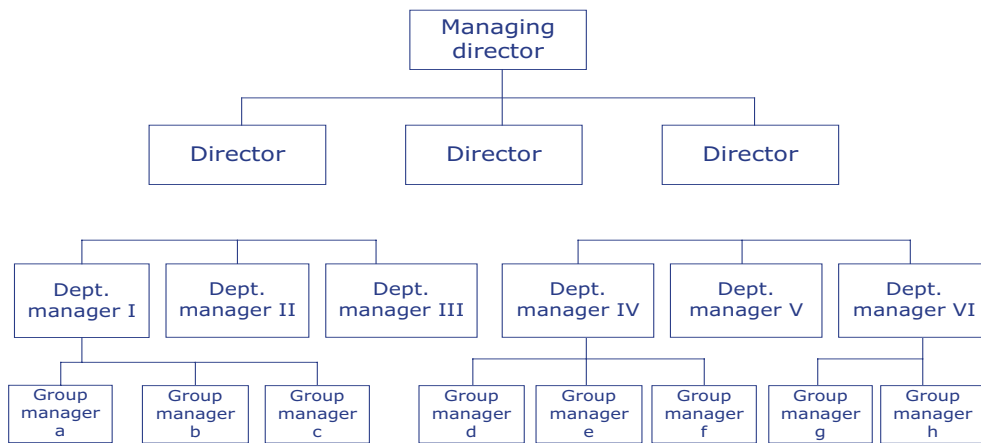 Managing
director
Director
Director
Director
Dept.
manager I
Dept.
manager II
Dept.
manager III
Dept.
manager IV
Dept.
manager V
Dept.
manager VI
Group
manager
a
Group
manager
b
Group
manager
c
Group
manager
d
Group
manager
e
Group
manager
f
Group
manager
g
Group
manager
h